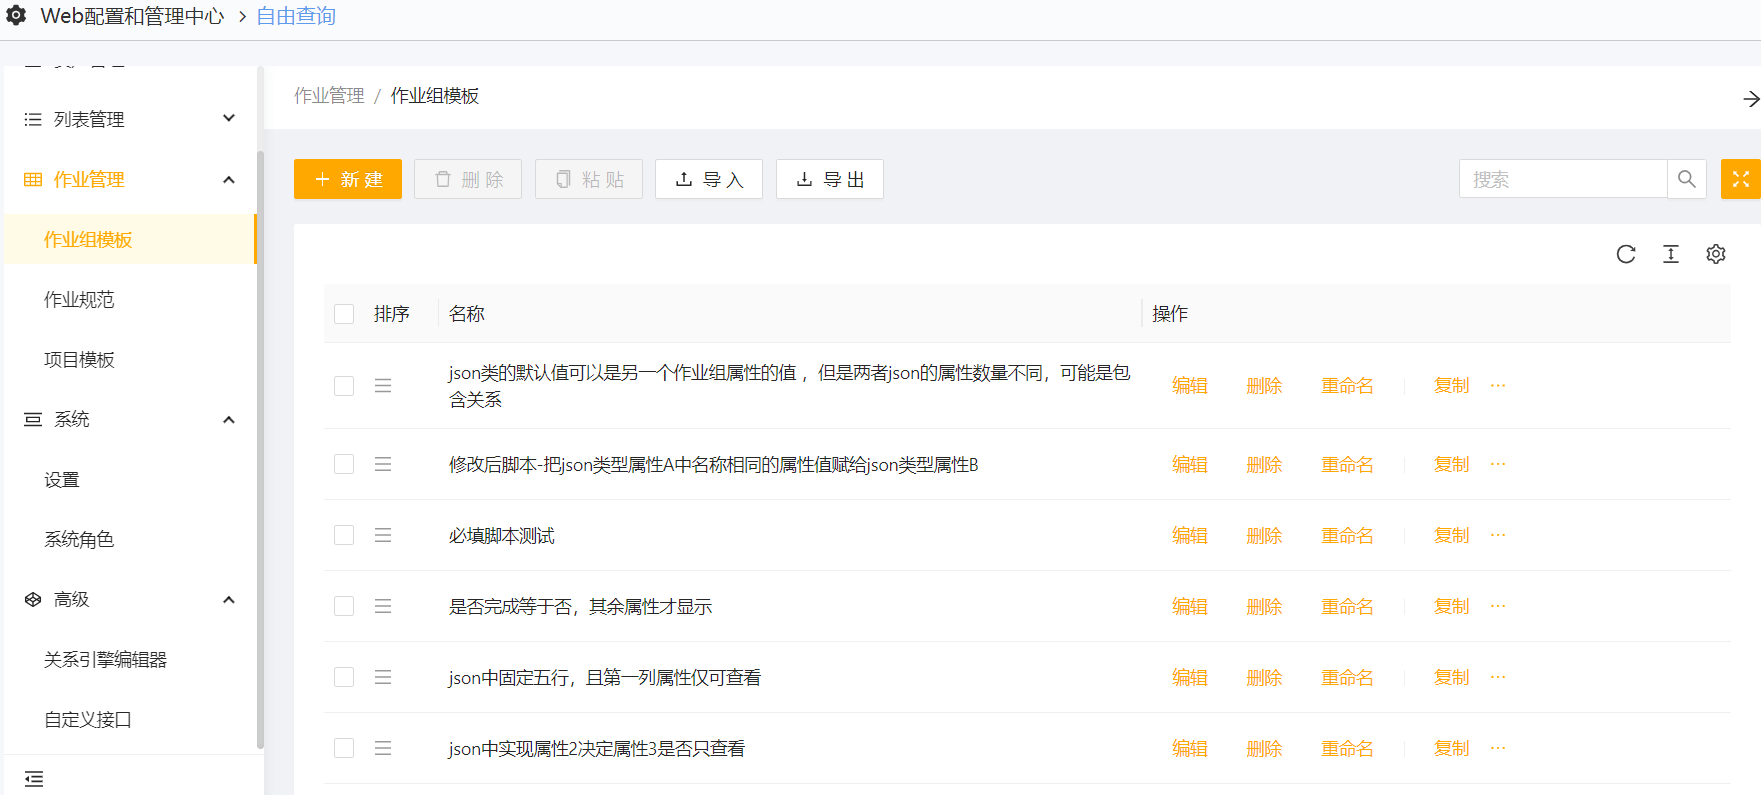 Web配置和管理中心 > 自由查询
列表管理
作业管理
作业组模板
作业规范
项目模板
系统
设置
系统角色
高级
关系引擎编辑器
自定义接口
作业管理 / 作业组模板
新建 删除 粘贴 导入 导出 搜索
排序 名称 操作
json类的默认值可以是另一个作业组属性的值，但是两者json的属性数量不同，可能是包
含关系
编辑 删除 重命名 复制 ···
修改后脚本-把json类型属性A中名称相同的属性值赋给json类型属性B 编辑 删除 重命名 复制 ···
必填脚本测试 编辑 删除 重命名 复制 ···
是否完成等于否，其余属性才显示 编辑 删除 重命名 复制 ···
json中固定五行，且第一列属性仅可查看 编辑 删除 重命名 复制 ···
json中实现属性2决定属性3是否只查看 编辑 删除 重命名 复制 ···